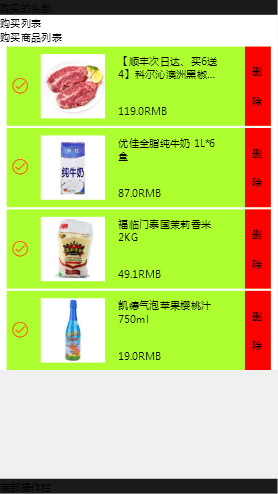 购买的头部
购买列表
购买商品列表
【顺丰次日达、买6送
4】科尔沁澳洲黑椒...
119.0RMB
删
除
优佳全脂纯牛奶 1L*6
盒
87.0RMB
删
除
纯牛奶
福临门泰国茉莉香米
2KG
49.1RMB
删
除
凯德气泡苹果樱桃汁
750ml
19.0RMB
删
除
底部操作栏